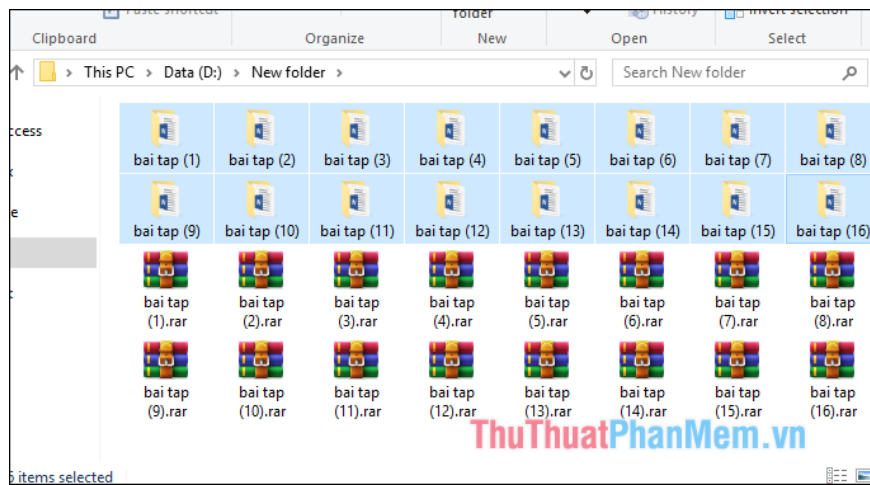 Paste shortcut folder History Invert selection
Clipboard Organize New Open Select
This PC > Data (D:) > New folder > Search New folder
bai tap (1) bai tap (2) bai tap (3) bai tap (4) bai tap (5) bai tap (6) bai tap (7) bai tap (8)
bai tap (9) bai tap (10) bai tap (11) bai tap (12) bai tap (13) bai tap (14) bai tap (15) bai tap (16)
bai tap bai tap bai tap bai tap bai tap bai tap bai tap bai tap
(1).rar (2).rar (3).rar (4).rar (5).rar (6).rar (7).rar (8).rar
bai tap bai tap bai tap bai tap bai tap bai tap bai tap bai tap
(9).rar (10).rar (11).rar (12).rar (13).rar (14).rar (15).rar (16).rar
ThuThuatPhanMem.vn
items selected